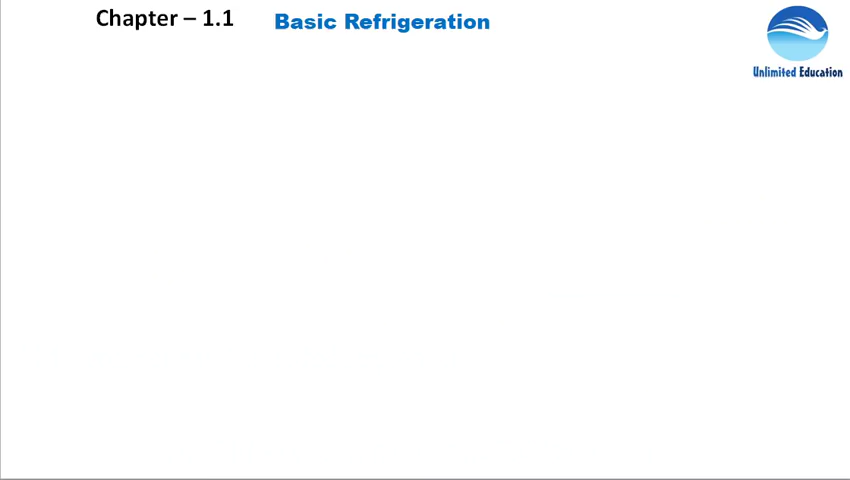 Chapter – 1.1 Basic Refrigeration
Unlimited Education